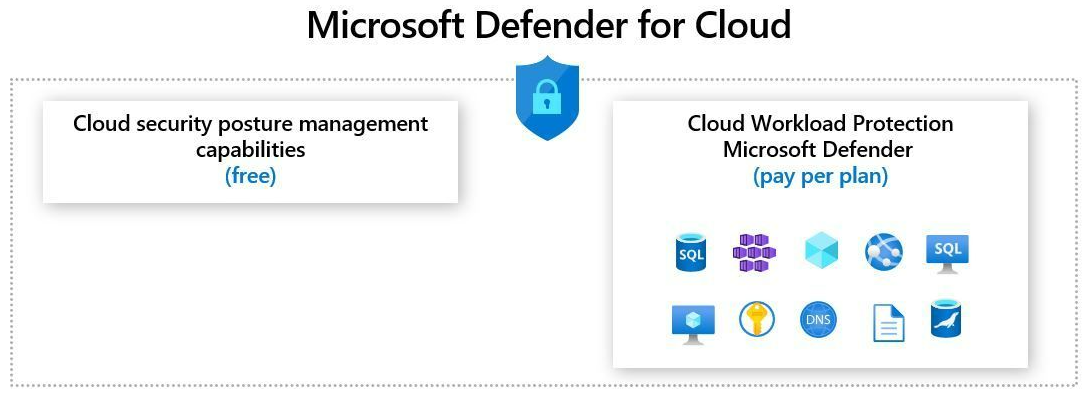 Microsoft Defender for Cloud
Cloud security posture management
capabilities
(free)
Cloud Workload Protection
Microsoft Defender
(pay per plan)
SQL
SQL
DNS